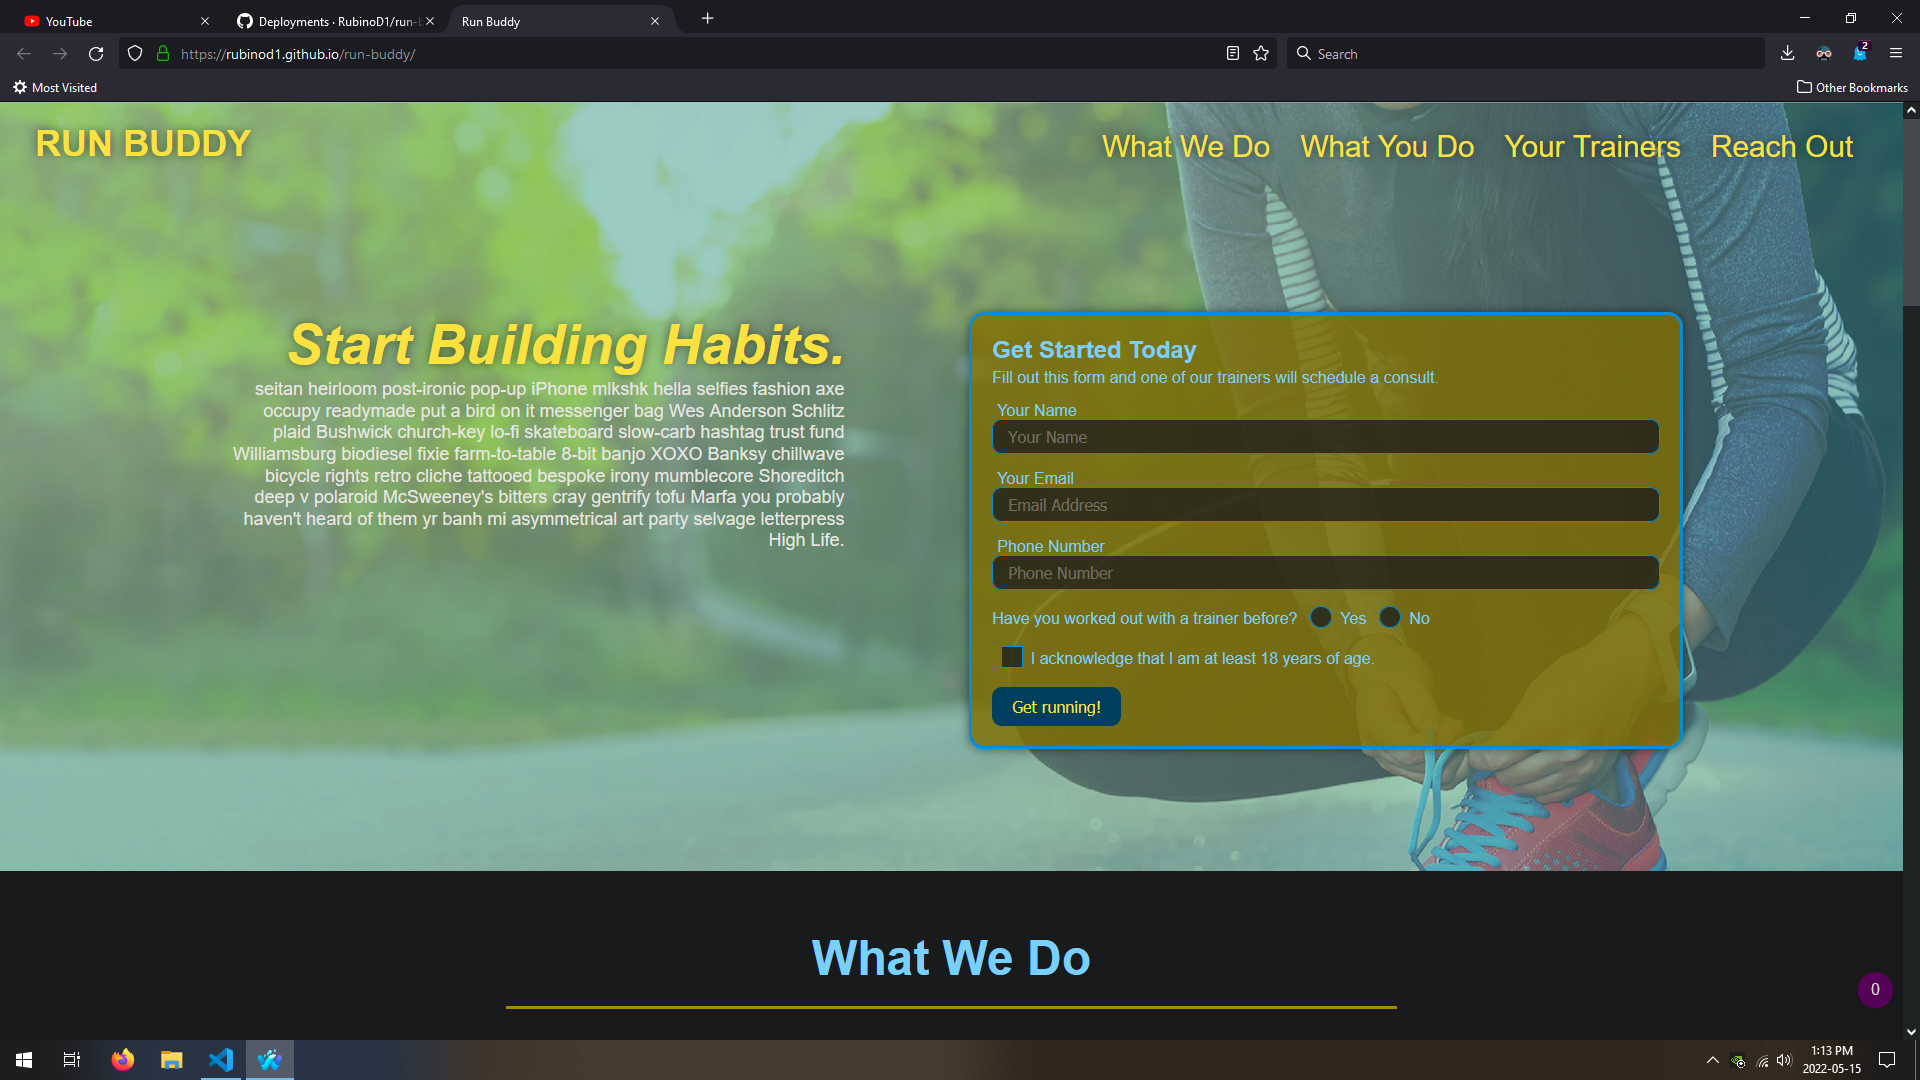 YouTube
Deployments · RubinoD1/run-b
Run Buddy
https://rubinod1.github.io/run-buddy/
Search
2
Most Visited
Other Bookmarks
RUN BUDDY
What We Do
What You Do
Your Trainers
Reach Out
Start Building Habits.
seitan heirloom post-ironic pop-up iPhone mlkshk hella selfies fashion axe
occupy readymade put a bird on it messenger bag Wes Anderson Schlitz
plaid Bushwick church-key lo-fi skateboard slow-carb hashtag trust fund
Williamsburg biodiesel fixie farm-to-table 8-bit banjo XOXO Banksy chillwave
bicycle rights retro cliche tattooed bespoke irony mumblecore Shoreditch
deep v polaroid McSweeney's bitters cray gentrify tofu Marfa you probably
haven't heard of them yr banh mi asymmetrical art party selvage letterpress
High Life.
Get Started Today
Fill out this form and one of our trainers will schedule a consult.
Your Name
Your Name
Your Email
Email Address
Phone Number
Phone Number
Have you worked out with a trainer before? Yes No
I acknowledge that I am at least 18 years of age.
Get running!
What We Do
0
1:13 PM
2022-05-15